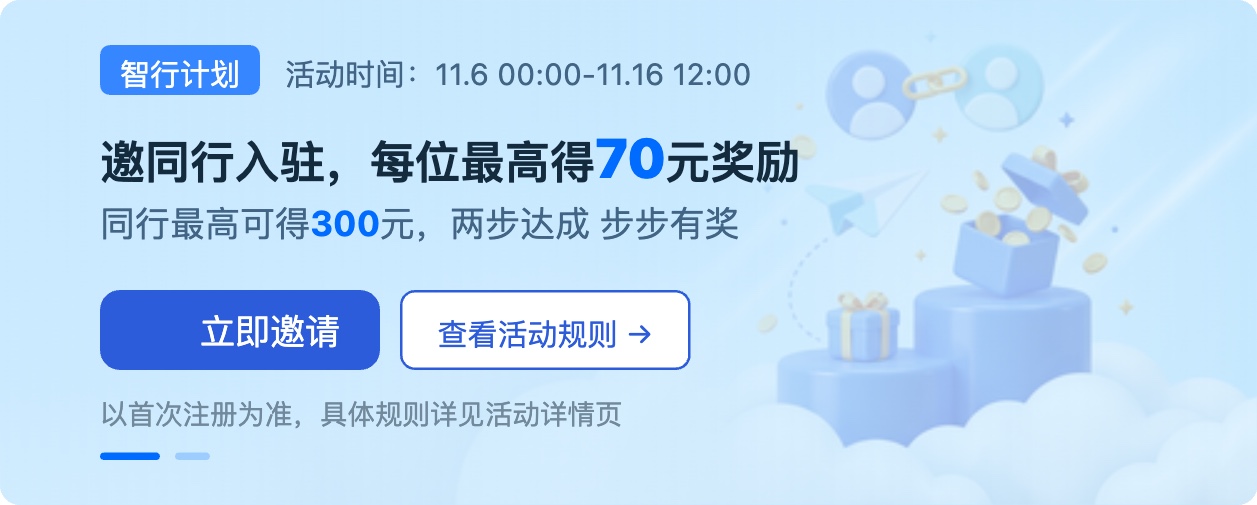 智行计划 活动时间：11.6 00:00-11.16 12:00
邀同行入驻，每位最高得70元奖励
同行最高可得300元，两步达成 步步有奖
立即邀请 查看活动规则 →
以首次注册为准，具体规则详见活动详情页